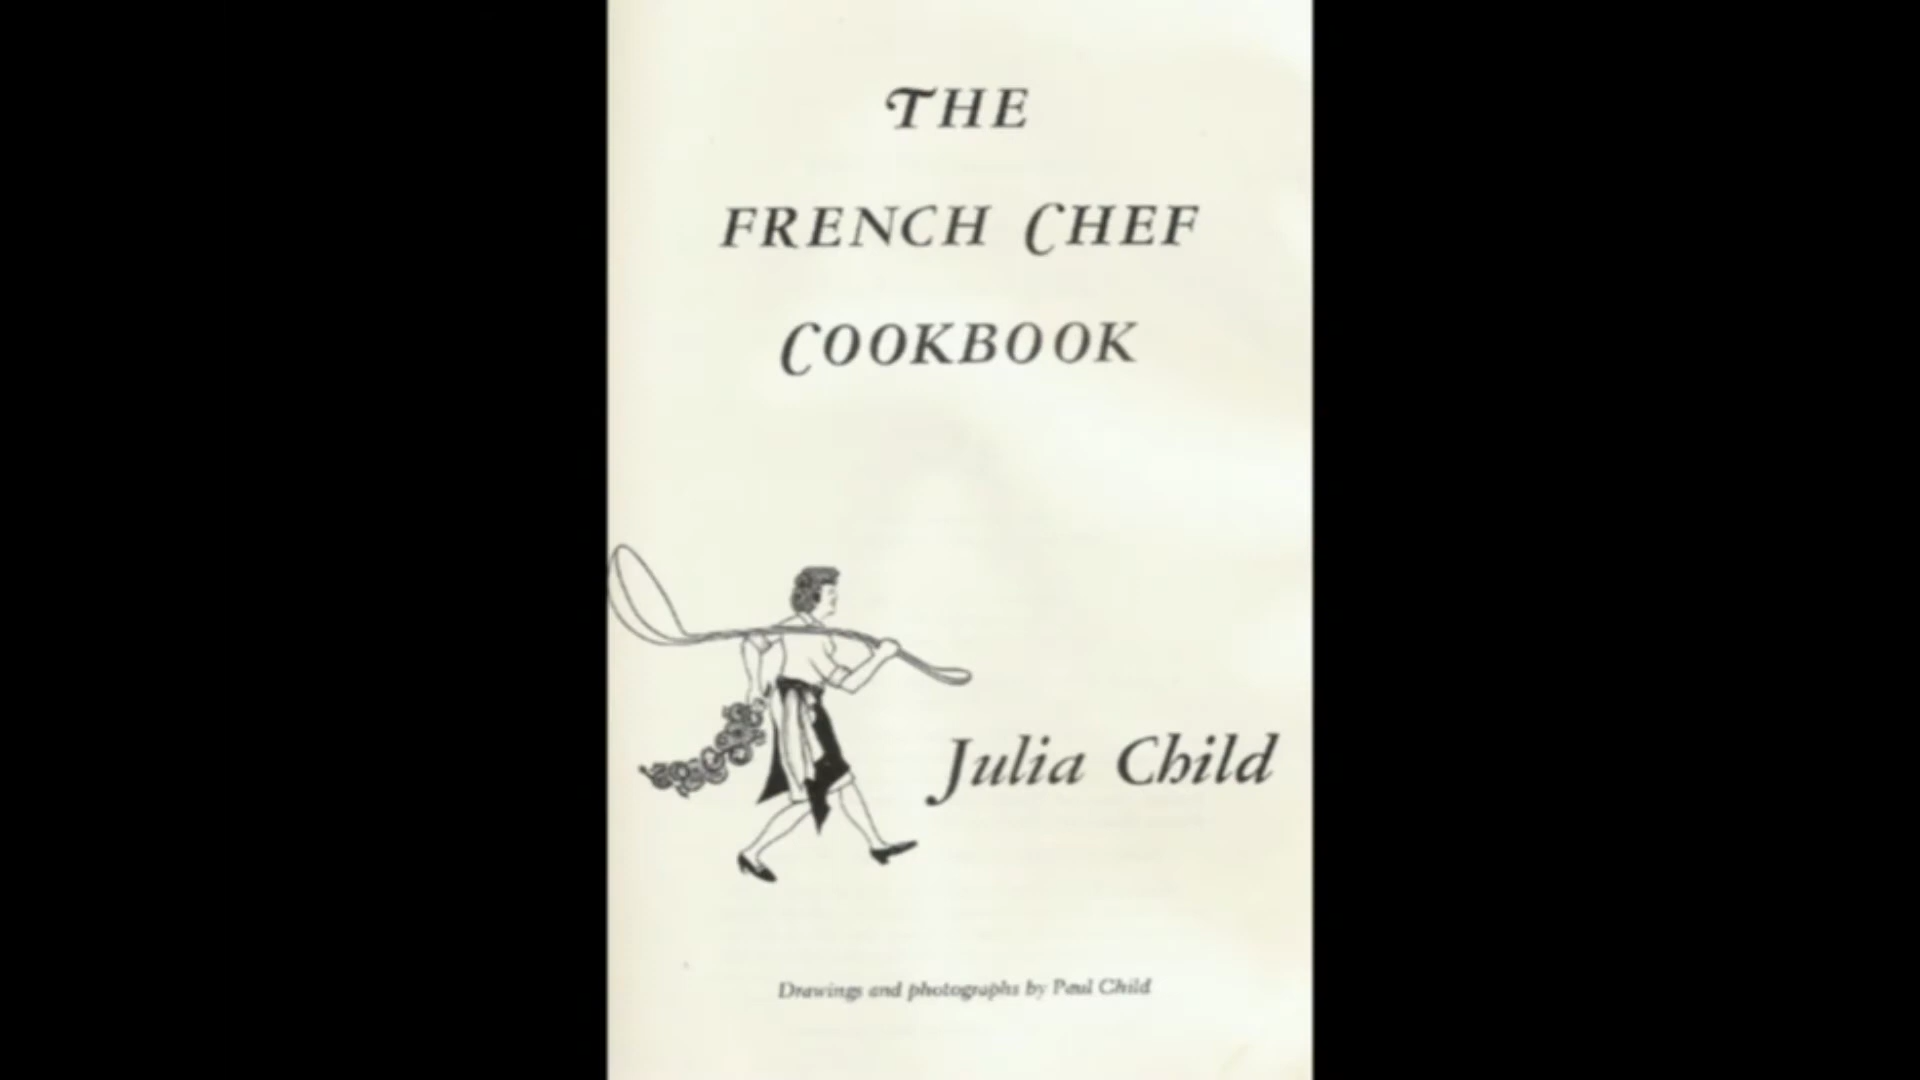 THE
FRENCH CHEF
COOKBOOK
Julia Child
Drawings and photographs by Paul Child